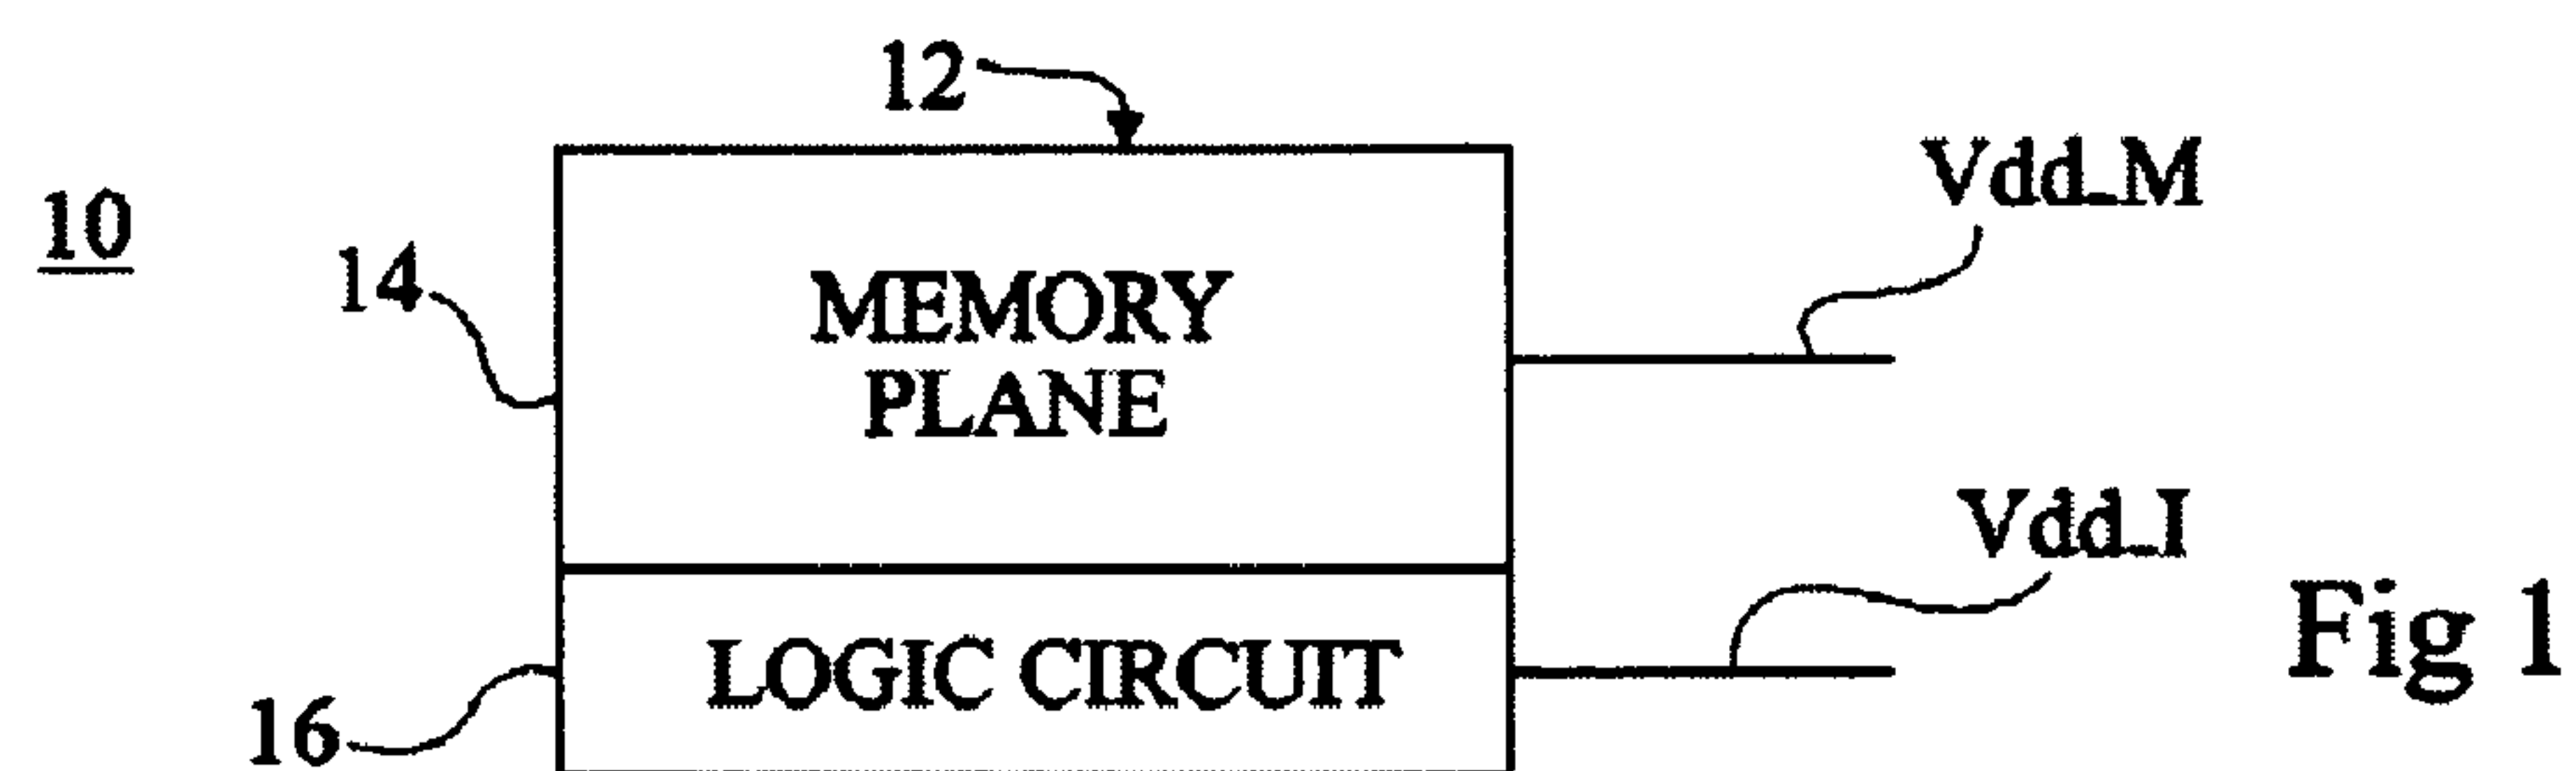 12
Vdd_M
10
14
MEMORY
PLANE
Vdd_I
Fig 1
LOGIC CIRCUIT
16